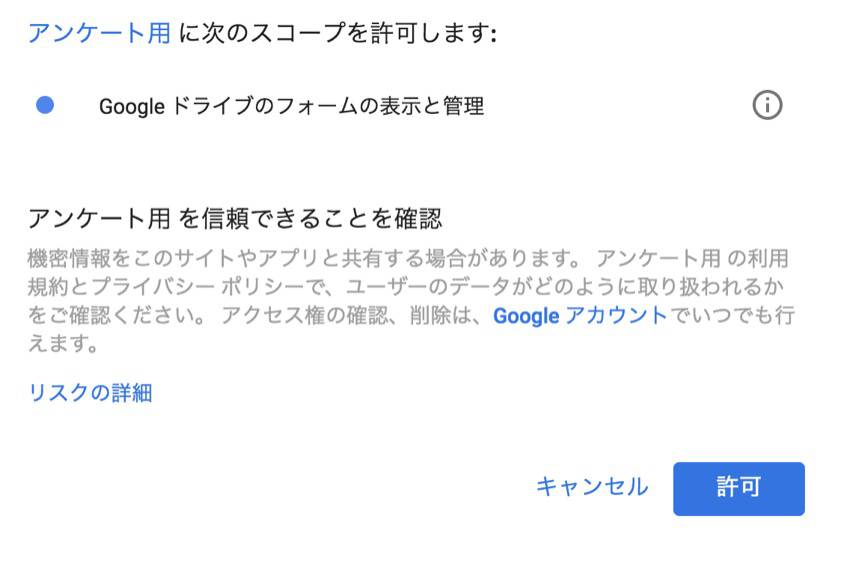 アンケート用 に次のスコープを許可します:
Google ドライブのフォームの表示と管理
アンケート用 を信頼できることを確認
機密情報をこのサイトやアプリと共有する場合があります。 アンケート用 の利用
規約とプライバシー ポリシーで、ユーザーのデータがどのように取り扱われるか
をご確認ください。 アクセス権の確認、削除は、Google アカウントでいつでも行
えます。
リスクの詳細
キャンセル 許可